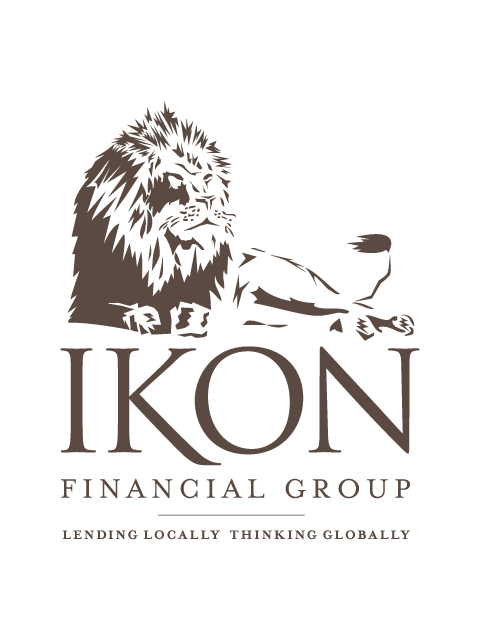 IKON
FINANCIAL GROUP
LENDING LOCALLY THINKING GLOBALLY